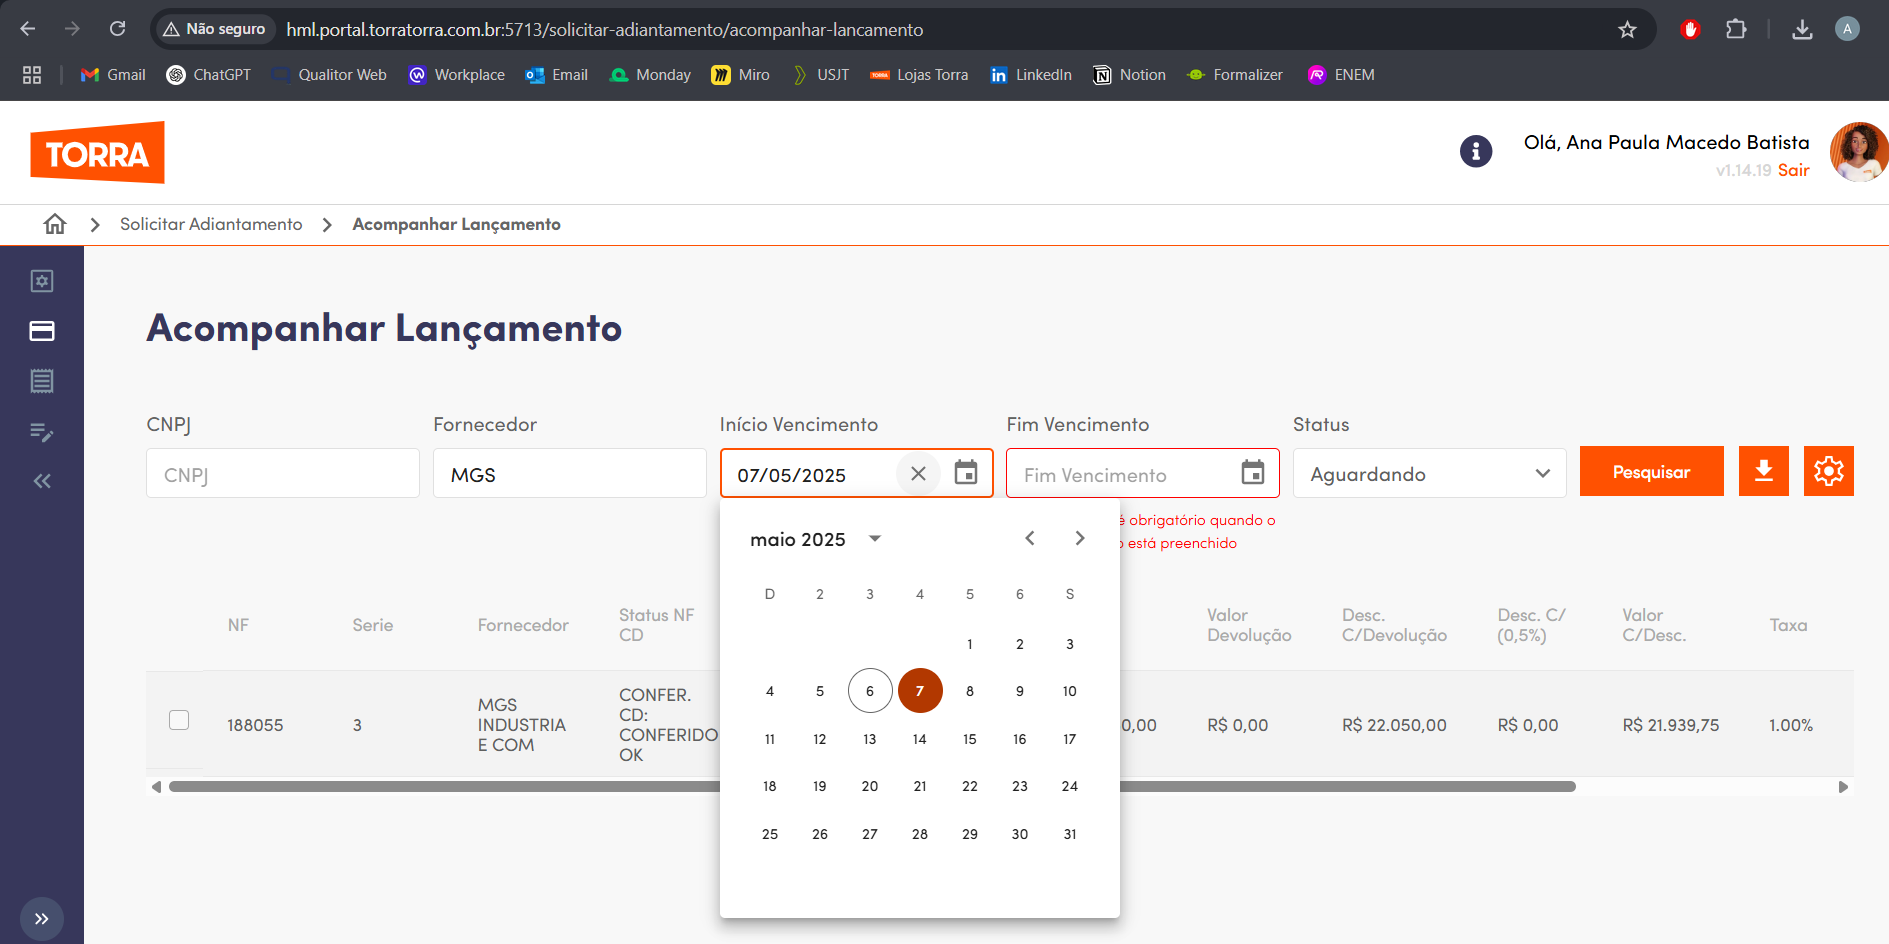 Não seguro
hml.portal.torratorra.com.br:5713/solicitar-adiantamento/acompanhar-lancamento
A
Gmail
ChatGPT
Qualitor Web
Workplace
Email
Monday
Miro
USJT
Lojas Torra
LinkedIn
Notion
Formalizer
ENEM
TORRA
Olá, Ana Paula Macedo Batista
v1.14.19 Sair
Solicitar Adiantamento
Acompanhar Lançamento
Acompanhar Lançamento
CNPJ
Fornecedor
Início Vencimento
Fim Vencimento
Status
CNPJ
MGS
07/05/2025
Fim Vencimento
Aguardando
Pesquisar
é obrigatório quando o
está preenchido
maio 2025
D 2 3 4 5 6 S
1 2 3
4 5 6 7 8 9 10
11 12 13 14 15 16 17
18 19 20 21 22 23 24
25 26 27 28 29 30 31
NF
Serie
Fornecedor
Status NF
CD
Valor
Devolução
Desc.
C/Devolução
Desc. C/
(0,5%)
Valor
C/Desc.
Taxa
188055
3
MGS
INDUSTRIA
E COM
CONFER.
CD:
CONFERIDO
OK
0,00
R$ 0,00
R$ 22.050,00
R$ 0,00
R$ 21.939,75
1.00%